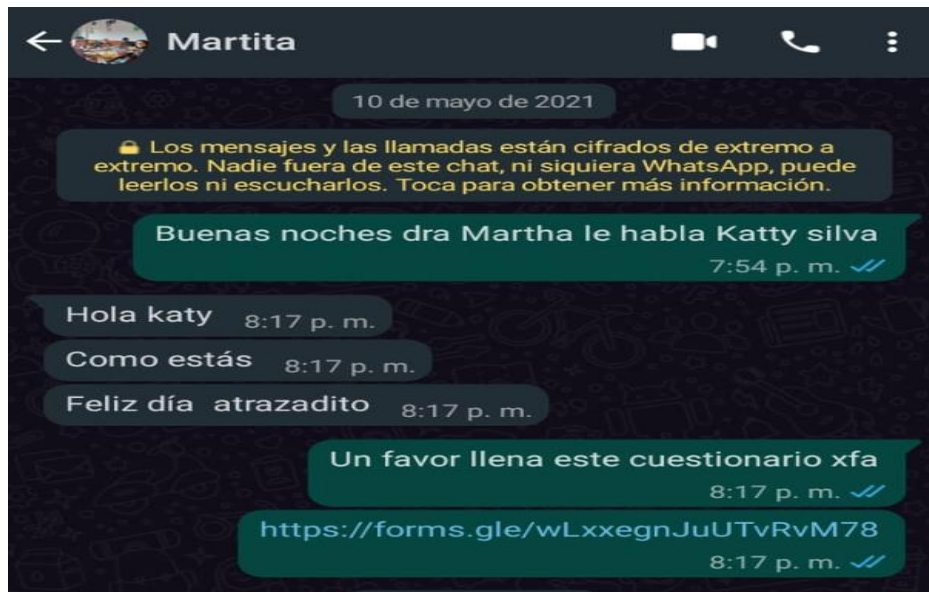 Martita
10 de mayo de 2021
Los mensajes y las llamadas están cifrados de extremo a
extremo. Nadie fuera de este chat, ni siquiera WhatsApp, puede
leerlos ni escucharlos. Toca para obtener más información.
Buenas noches dra Martha le habla Katty silva
7:54 p. m.
Hola katy 8:17 p. m.
Como estás 8:17 p. m.
Feliz día atrazadito 8:17 p. m.
Un favor llena este cuestionario xfa
8:17 p. m.
https://forms.gle/wLxxegnJuUTvRvM78
8:17 p. m.